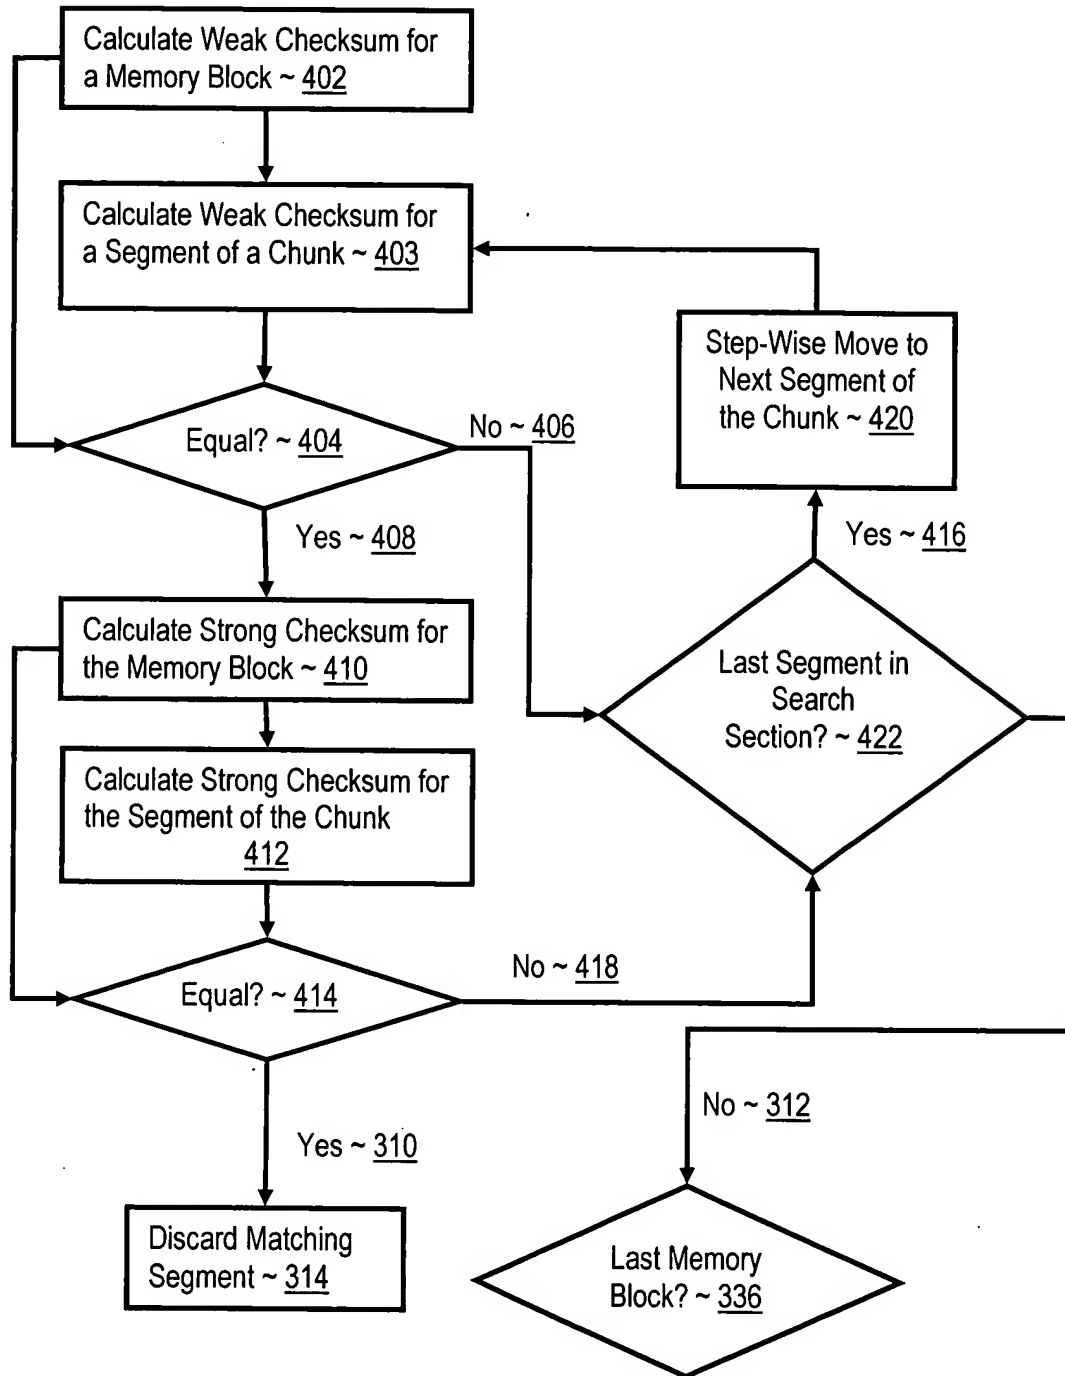 Calculate Weak Checksum for
a Memory Block ~ 402
Calculate Weak Checksum for
a Segment of a Chunk ~ 403
Equal? ~ 404
No ~ 406
Step-Wise Move to
Next Segment of
the Chunk ~ 420
Yes ~ 408
Yes ~ 416
Calculate Strong Checksum for
the Memory Block ~ 410
Last Segment in
Search
Section? ~ 422
Calculate Strong Checksum for
the Segment of the Chunk
412
Equal? ~ 414
No ~ 418
No ~ 312
Yes ~ 310
Discard Matching
Segment ~ 314
Last Memory
Block? ~ 336